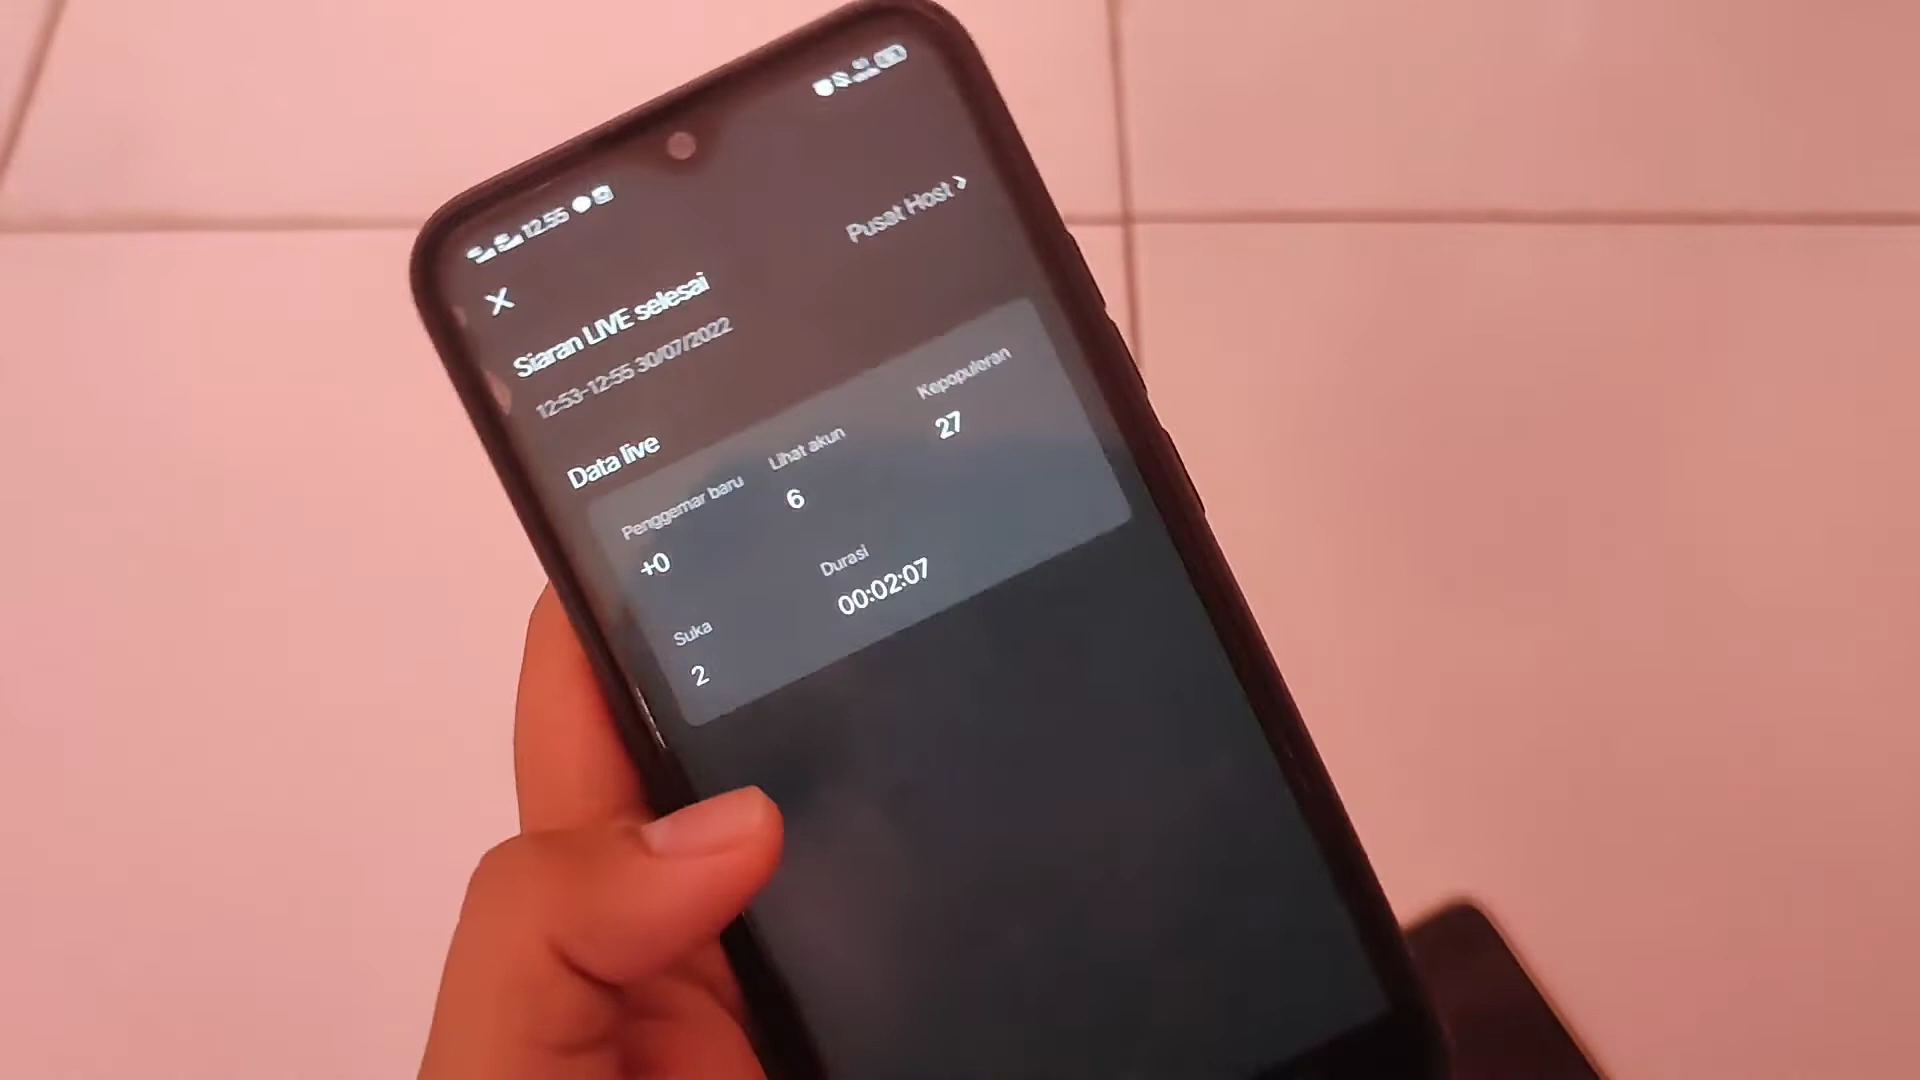 12.55
Pusat Host >
Siaran LIVE selesai
12:53-12:55 30/07/2022
Data live
Penggemar baru
+0
Lihat akun
6
Kepopuleran
27
Suka
2
Durasi
00:02:07